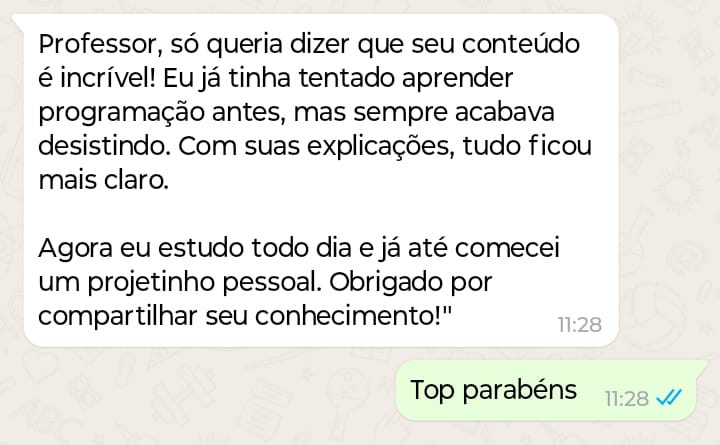 Professor, só queria dizer que seu conteúdo
é incrível! Eu já tinha tentado aprender
programação antes, mas sempre acabava
desistindo. Com suas explicações, tudo ficou
mais claro.
Agora eu estudo todo dia e já até comecei
um projetinho pessoal. Obrigado por
compartilhar seu conhecimento!"
11:28
Top parabéns
11:28